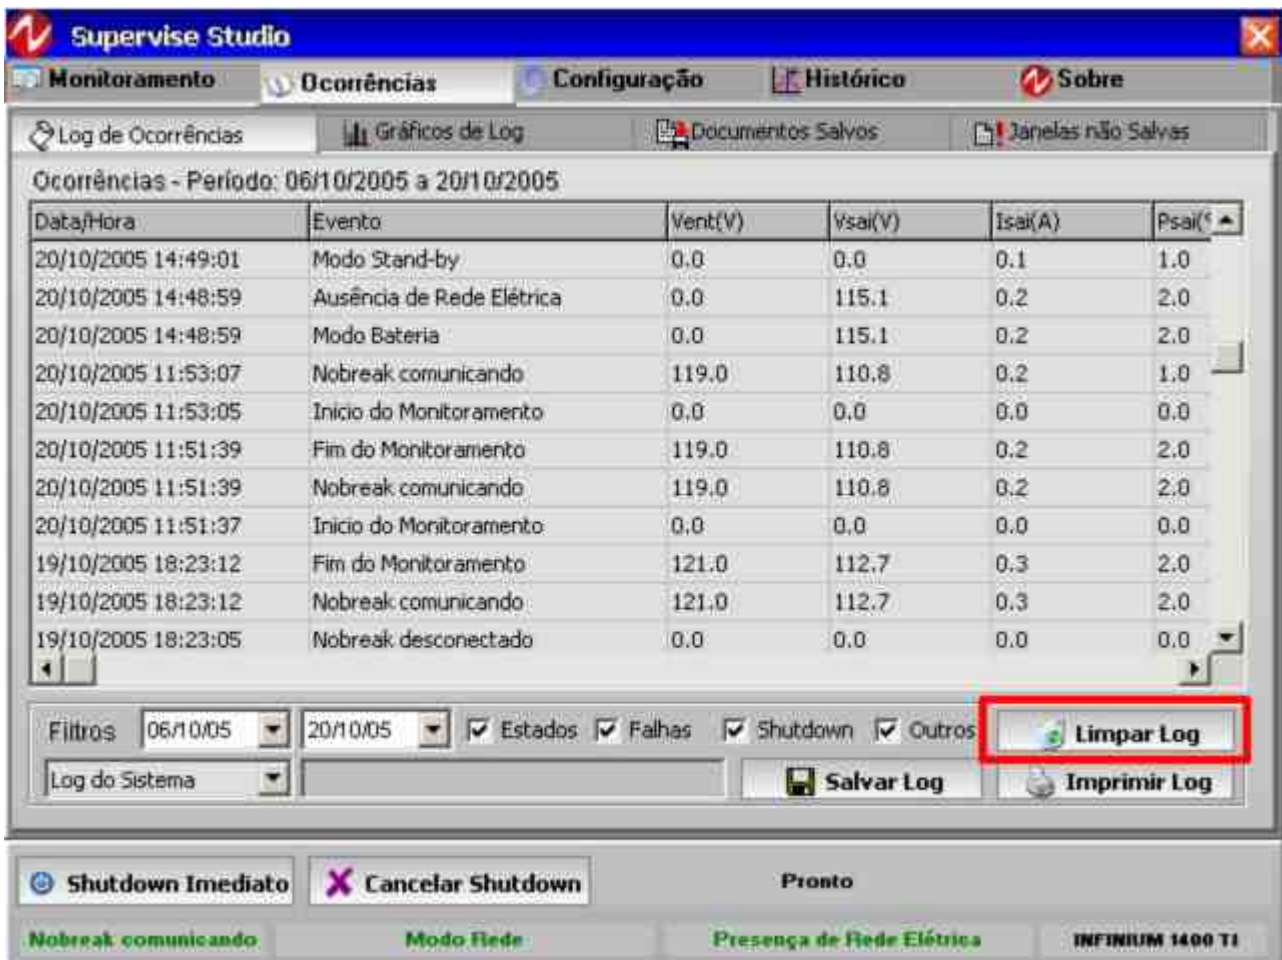 Supervise Studio
Monitoramento Ocorrências Configuração Histórico Sobre
Log de Ocorrências Gráficos de Log Documentos Salvos Janelas não Salvas
Ocorrências - Período: 06/10/2005 a 20/10/2005
Data/Hora Evento Vent(V) Vsai(V) Isai(A) Psai(
20/10/2005 14:49:01 Modo Stand-by 0.0 0.0 0.1 1.0
20/10/2005 14:48:59 Ausência de Rede Elétrica 0.0 115.1 0.2 2.0
20/10/2005 14:48:59 Modo Bateria 0.0 115.1 0.2 2.0
20/10/2005 11:53:07 Nobreak comunicando 119.0 110.8 0.2 1.0
20/10/2005 11:53:05 Inicio do Monitoramento 0.0 0.0 0.0 0.0
20/10/2005 11:51:39 Fim do Monitoramento 119.0 110.8 0.2 2.0
20/10/2005 11:51:39 Nobreak comunicando 119.0 110.8 0.2 2.0
20/10/2005 11:51:37 Inicio do Monitoramento 0.0 0.0 0.0 0.0
19/10/2005 18:23:12 Fim do Monitoramento 121.0 112.7 0.3 2.0
19/10/2005 18:23:12 Nobreak comunicando 121.0 112.7 0.3 2.0
19/10/2005 18:23:05 Nobreak desconectado 0.0 0.0 0.0 0.0
Filtros 06/10/05 20/10/05 Estados Falhas Shutdown Outros Limpar Log
Log do Sistema Salvar Log Imprimir Log
Shutdown Imediato Cancelar Shutdown Pronto
Nobreak comunicando Modo Rede Presença de Rede Elétrica INFINIUM 1400 TI